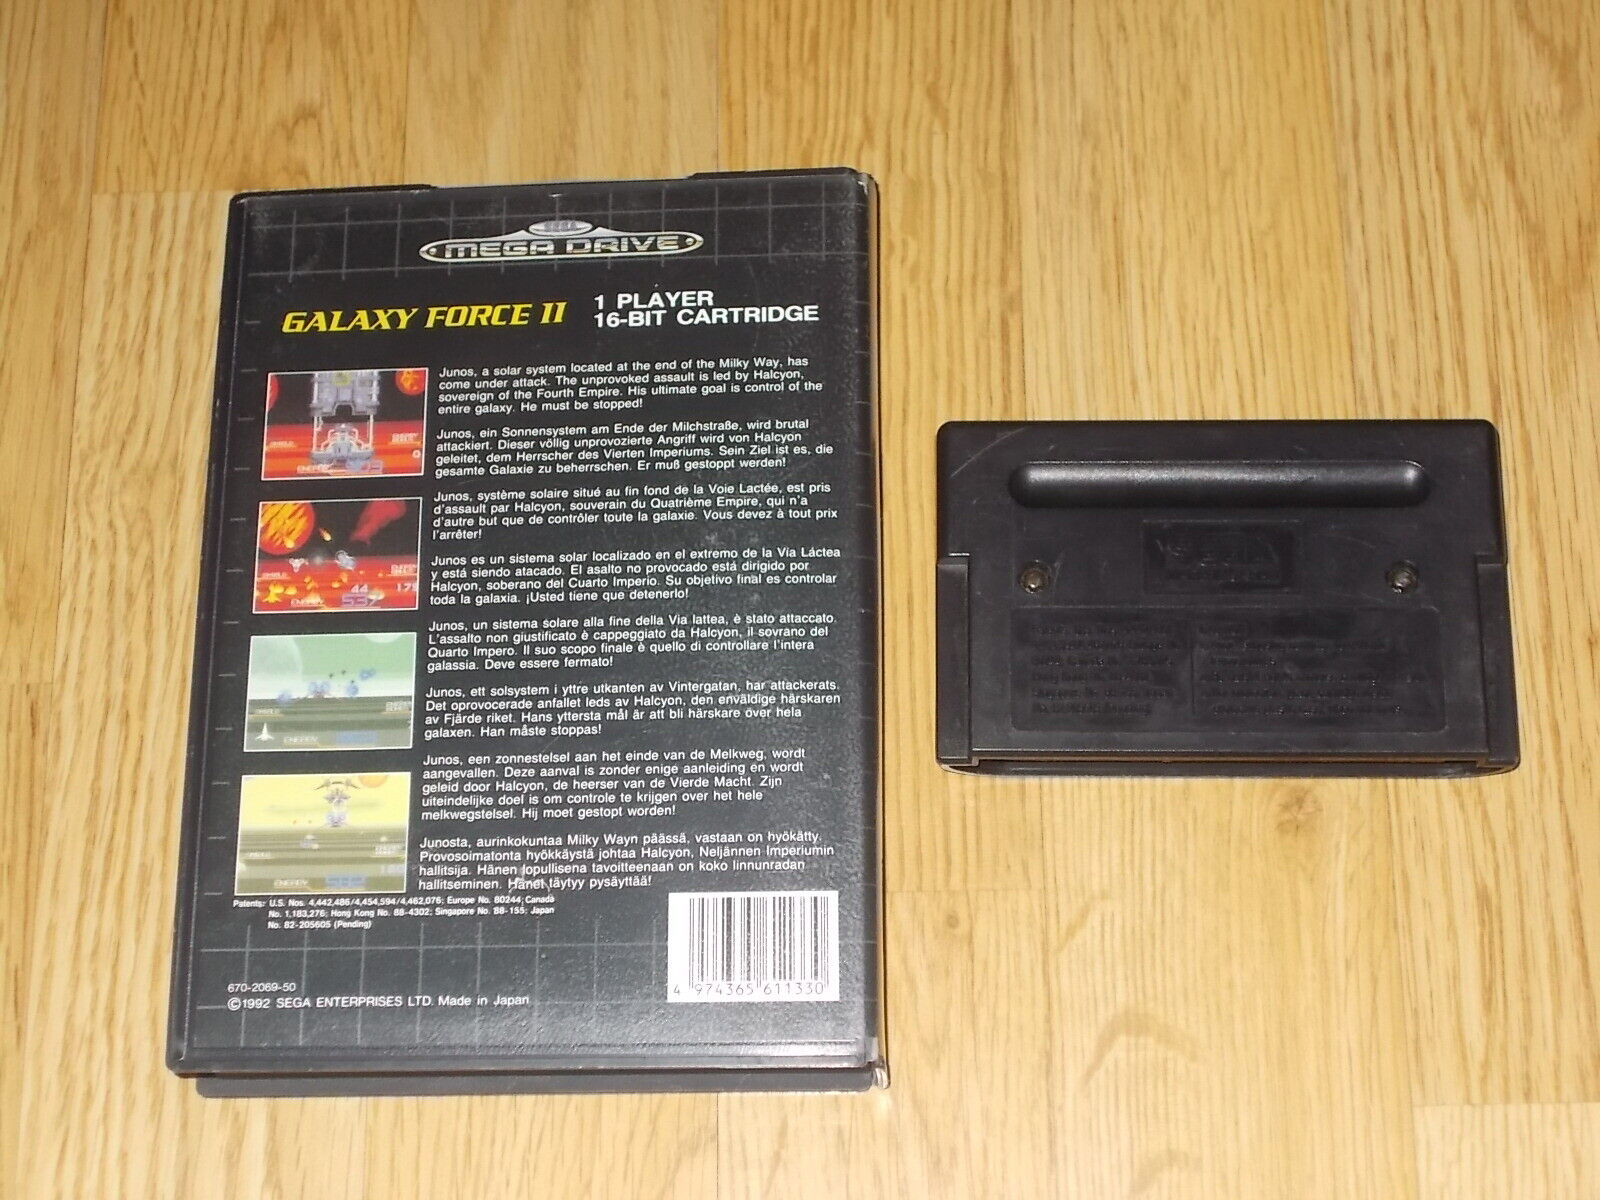 SEGA
MEGA DRIVE
GALAXY FORCE II
1 PLAYER
16-BIT CARTRIDGE
Junos, a solar system located at the end of the Milky Way, has
come under attack. The unprovoked assault is led by Halcyon,
sovereign of the Fourth Empire. His ultimate goal is control of the
entire galaxy. He must be stopped!
Junos, ein Sonnensystem am Ende der Milchstraße, wird brutal
attackiert. Dieser völlig unprovozierte Angriff wird von Halcyon
geleitet, dem Herrscher des Vierten Imperiums. Sein Ziel ist es, die
gesamte Galaxie zu beherrschen. Er muß gestoppt werden!
Junos, système solaire situé au fin fond de la Voie Lactée, est pris
d'assaut par Halcyon, souverain du Quatrième Empire, qui n'a
d'autre but que de contrôler toute la galaxie. Vous devez à tout prix
l'arrêter!
Junos es un sistema solar localizado en el extremo de la Via Láctea
y está siendo atacado. El asalto no provocado está dirigido por
Halcyon, soberano del Cuarto Imperio. Su objetivo final es controlar
toda la galaxia. ¡Usted tiene que detenerlo!
Junos, un sistema solare alla fine della Via lattea, è stato attaccato.
L'assalto non giustificato è cappeggiato da Halcyon, il sovrano del
Quarto Impero. Il suo scopo finale è quello di controllare l'intera
galassia. Deve essere fermato!
Junos, ett solsystem i yttre utkanten av Vintergatan, har attackerats.
Det oprovocerade anfallet leds av Halcyon, den enväldige härskaren
av Fjärde riket. Hans yttersta mål är att bli härskare över hela
galaxen. Han måste stoppas!
Junos, een zonnestelsel aan het einde van de Melkweg, wordt
aangevallen. Deze aanval is zonder enige aanleiding en wordt
geleid door Halcyon, de heerser van de Vierde Macht. Zijn
uiteindelijke doel is om controle te krijgen over het hele
melkwegstelsel. Hij moet gestopt worden!
Junosta, aurinkokuntaa Milky Wayn päässä, vastaan on hyökätty.
Provosoimatonta hyökkäystä johtaa Halcyon, Neljännen Imperiumin
hallitsija. Hänen lopullisena tavoitteenaan on koko linnunradan
hallitseminen. Hänet täytyy pysäyttää!
Patents: U.S. Nos. 4,442,486/4,454,594/4,462,076; Europe No. 80244; Canada
No. 1,183,276; Hong Kong No. 88-4302; Singapore No. 88-155; Japan
No. 82-205605 (Pending)
670-2069-50
©1992 SEGA ENTERPRISES LTD. Made in Japan
4 974365 611330